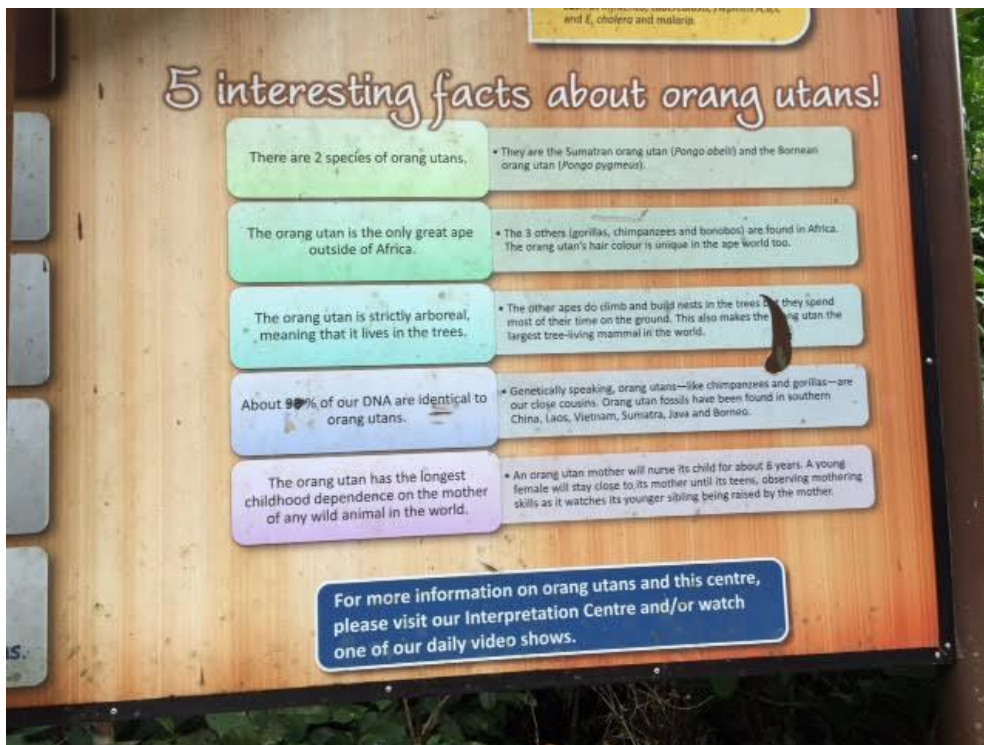 and E. cholera and malaria.
5 interesting facts about orang utans!
There are 2 species of orang utans.
• They are the Sumatran orang utan (Pongo abelii) and the Bornean
orang utan (Pongo pygmeus).
The orang utan is the only great ape
outside of Africa.
• The 3 others (gorillas, chimpanzees and bonobos) are found in Africa.
The orang utan's hair colour is unique in the ape world too.
The orang utan is strictly arboreal,
meaning that it lives in the trees.
• The other apes do climb and build nests in the trees they spend
most of their time on the ground. This also makes the utan the
largest tree-living mammal in the world.
About % of our DNA are identical to
orang utans.
• Genetically speaking, orang utans—like chimpanzees and gorillas—are
our close cousins. Orang utan fossils have been found in southern
China, Laos, Vietnam, Sumatra, Java and Borneo.
The orang utan has the longest
childhood dependence on the mother
of any wild animal in the world.
• An orang utan mother will nurse its child for about 6 years. A young
female will stay close to its mother until its teens, observing mothering
skills as it watches its younger sibling being raised by the mother.
For more information on orang utans and this centre,
please visit our Interpretation Centre and/or watch
one of our daily video shows.